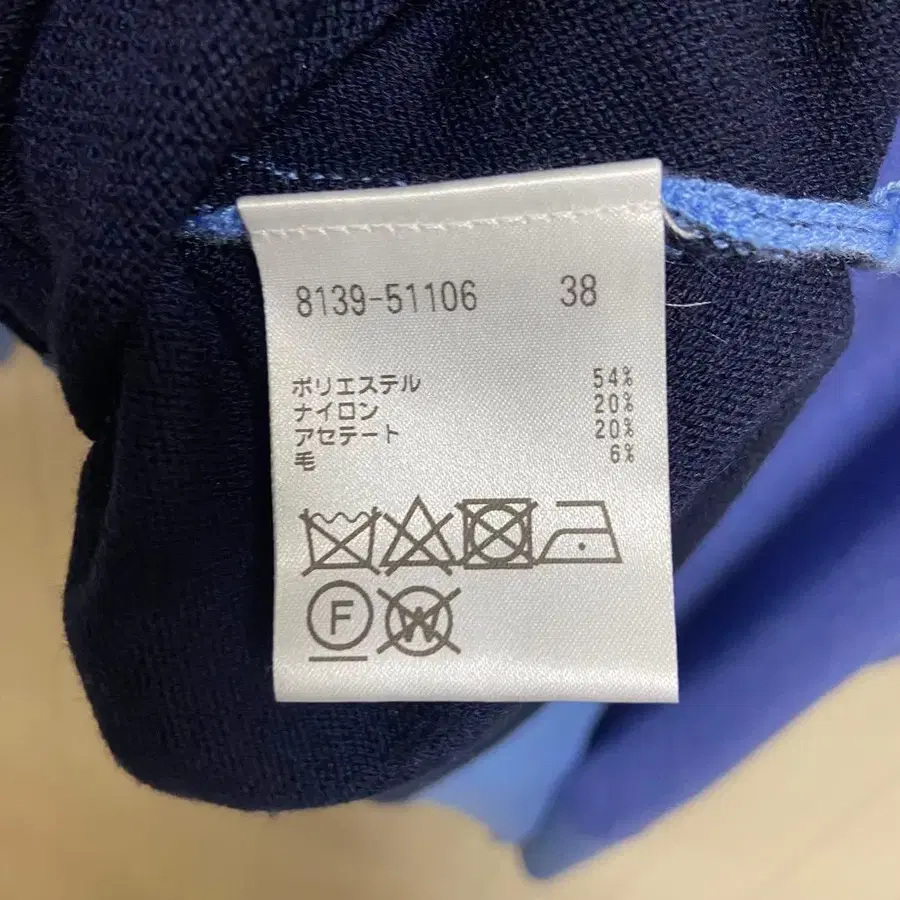 8139-51106 38
ポリエステル 54%
ナイロン 20%
アセテート 20%
毛 6%
F W